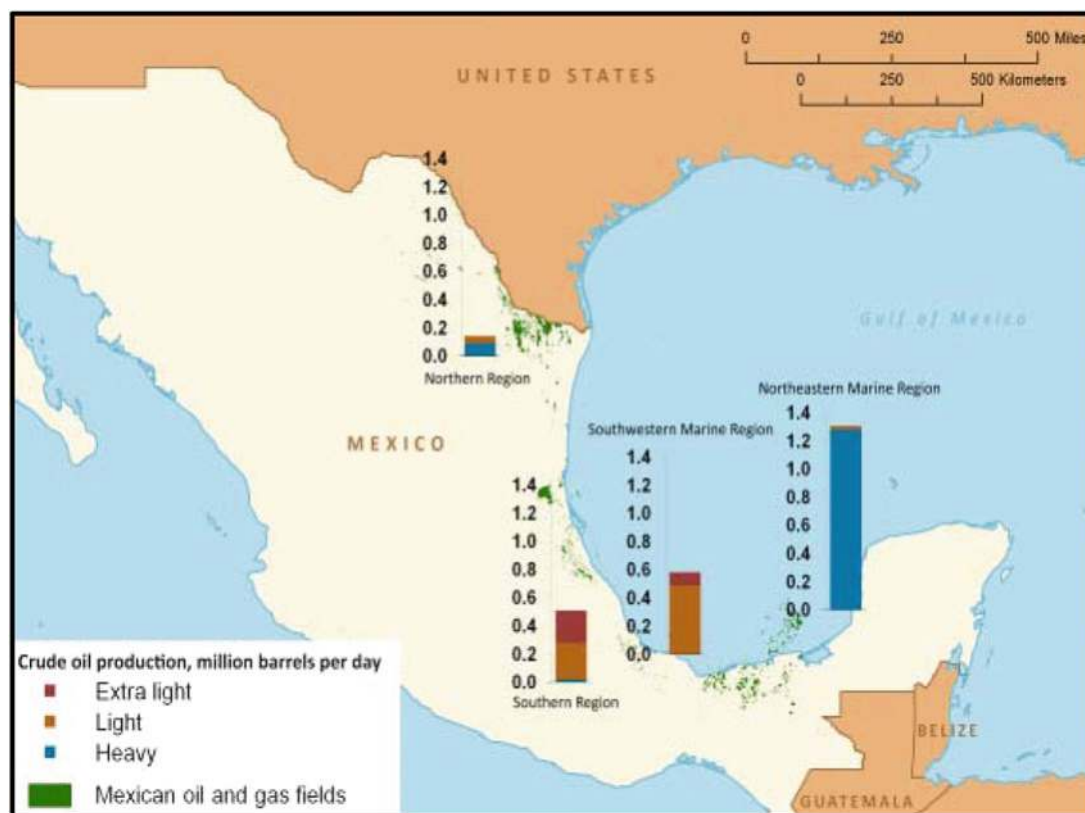 0 250 500 Miles
0 250 500 Kilometers
UNITED STATES
1.4
1.2
1.0
0.8
0.6
0.4
0.2
0.0
Northern Region
Gulf of Mexico
MEXICO
Northeastern Marine Region
1.4
1.2
1.0
0.8
0.6
0.4
0.2
0.0
Southwestern Marine Region
1.4
1.2
1.0
0.8
0.6
0.4
0.2
0.0
1.4
1.2
1.0
0.8
0.6
0.4
0.2
0.0
Southern Region
Crude oil production, million barrels per day
Extra light
Light
Heavy
Mexican oil and gas fields
BELIZE
GUATEMALA